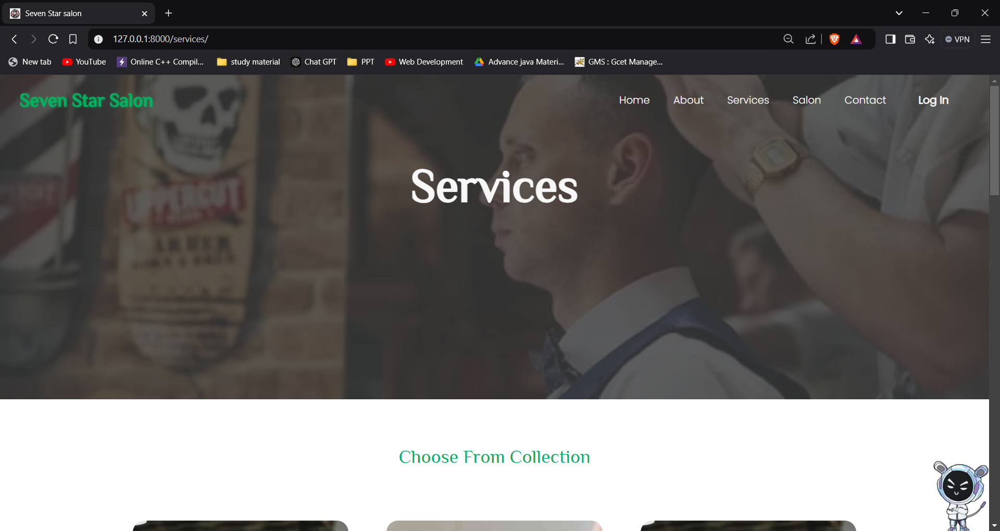 Seven Star salon
127.0.0.1:8000/services/
VPN
New tab
YouTube
Online C++ Compil...
study material
Chat GPT
PPT
Web Development
Advance java Materi...
GMS : Gcet Manage...
Seven Star Salon
Home
About
Services
Salon
Contact
Log In
Services
UPPERCUT
Choose From Collection